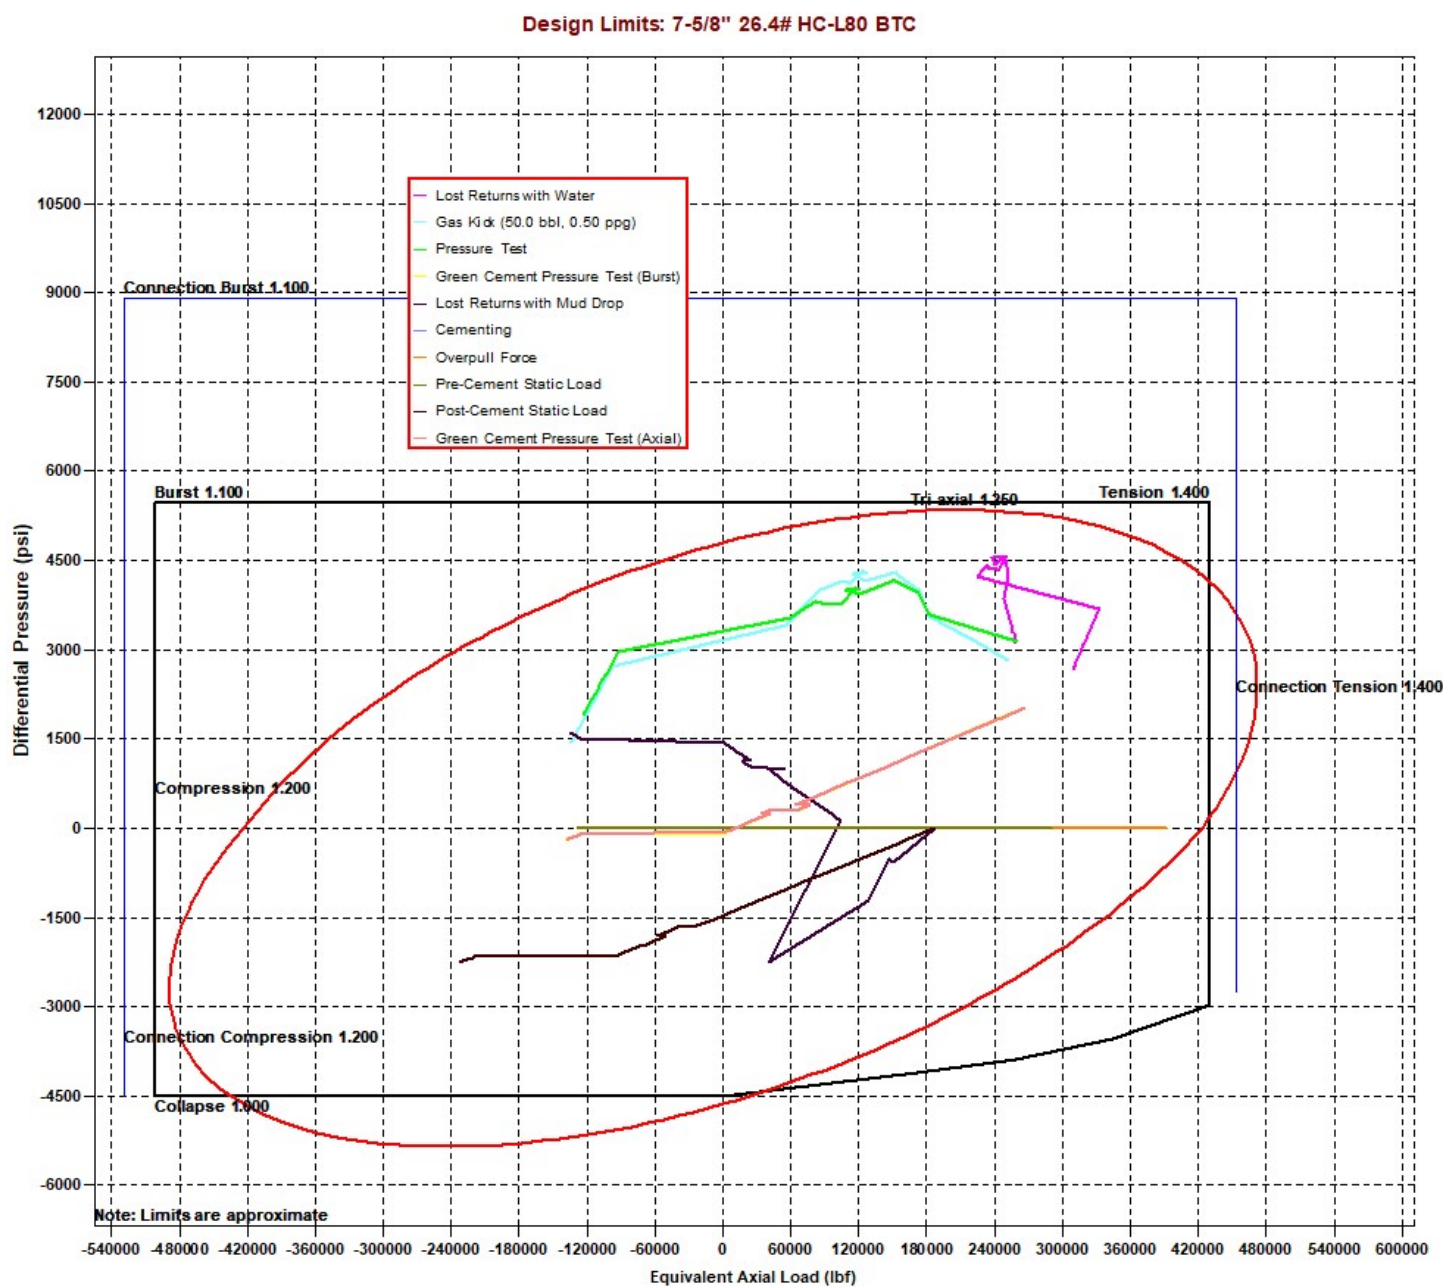 Design Limits: 7-5/8" 26.4# HC-L80 BTC
12000
10500
9000
7500
6000
4500
3000
1500
0
-1500
-3000
-4500
-6000
Differential Pressure (psi)
Lost Returns with Water
Gas Kick (50.0 bbl, 0.50 ppg)
Pressure Test
Green Cement Pressure Test (Burst)
Lost Returns with Mud Drop
Cementing
Overpull Force
Pre-Cement Static Load
Post-Cement Static Load
Green Cement Pressure Test (Axial)
Connection Burst 1.100
Burst 1.100
Tri axial 1.250
Tension 1.400
Connection Tension 1.400
Compression 1.200
Connection Compression 1.200
Collapse 1.000
Note: Limits are approximate
-540000 -480000 -420000 -360000 -300000 -240000 -180000 -120000 -60000 0 60000 120000 180000 240000 300000 360000 420000 480000 540000 600000
Equivalent Axial Load (lbf)